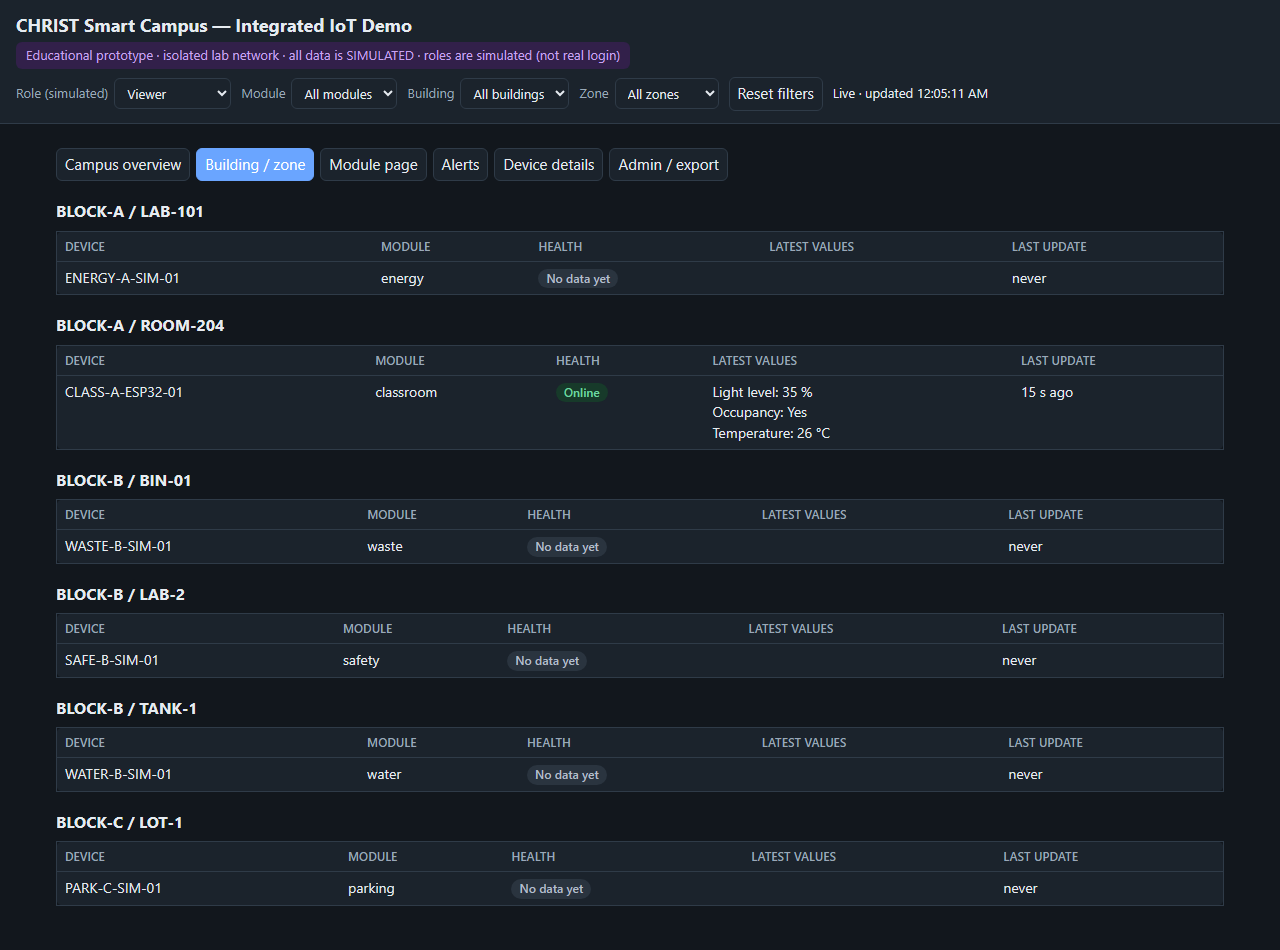 CHRIST Smart Campus — Integrated IoT Demo
Educational prototype · isolated lab network · all data is SIMULATED · roles are simulated (not real login)
Role (simulated) Viewer Module All modules Building All buildings Zone All zones Reset filters Live · updated 12:05:11 AM
Campus overview Building / zone Module page Alerts Device details Admin / export
BLOCK-A / LAB-101
DEVICE MODULE HEALTH LATEST VALUES LAST UPDATE
ENERGY-A-SIM-01 energy No data yet never
BLOCK-A / ROOM-204
DEVICE MODULE HEALTH LATEST VALUES LAST UPDATE
CLASS-A-ESP32-01 classroom Online Light level: 35 % 15 s ago
Occupancy: Yes
Temperature: 26 °C
BLOCK-B / BIN-01
DEVICE MODULE HEALTH LATEST VALUES LAST UPDATE
WASTE-B-SIM-01 waste No data yet never
BLOCK-B / LAB-2
DEVICE MODULE HEALTH LATEST VALUES LAST UPDATE
SAFE-B-SIM-01 safety No data yet never
BLOCK-B / TANK-1
DEVICE MODULE HEALTH LATEST VALUES LAST UPDATE
WATER-B-SIM-01 water No data yet never
BLOCK-C / LOT-1
DEVICE MODULE HEALTH LATEST VALUES LAST UPDATE
PARK-C-SIM-01 parking No data yet never